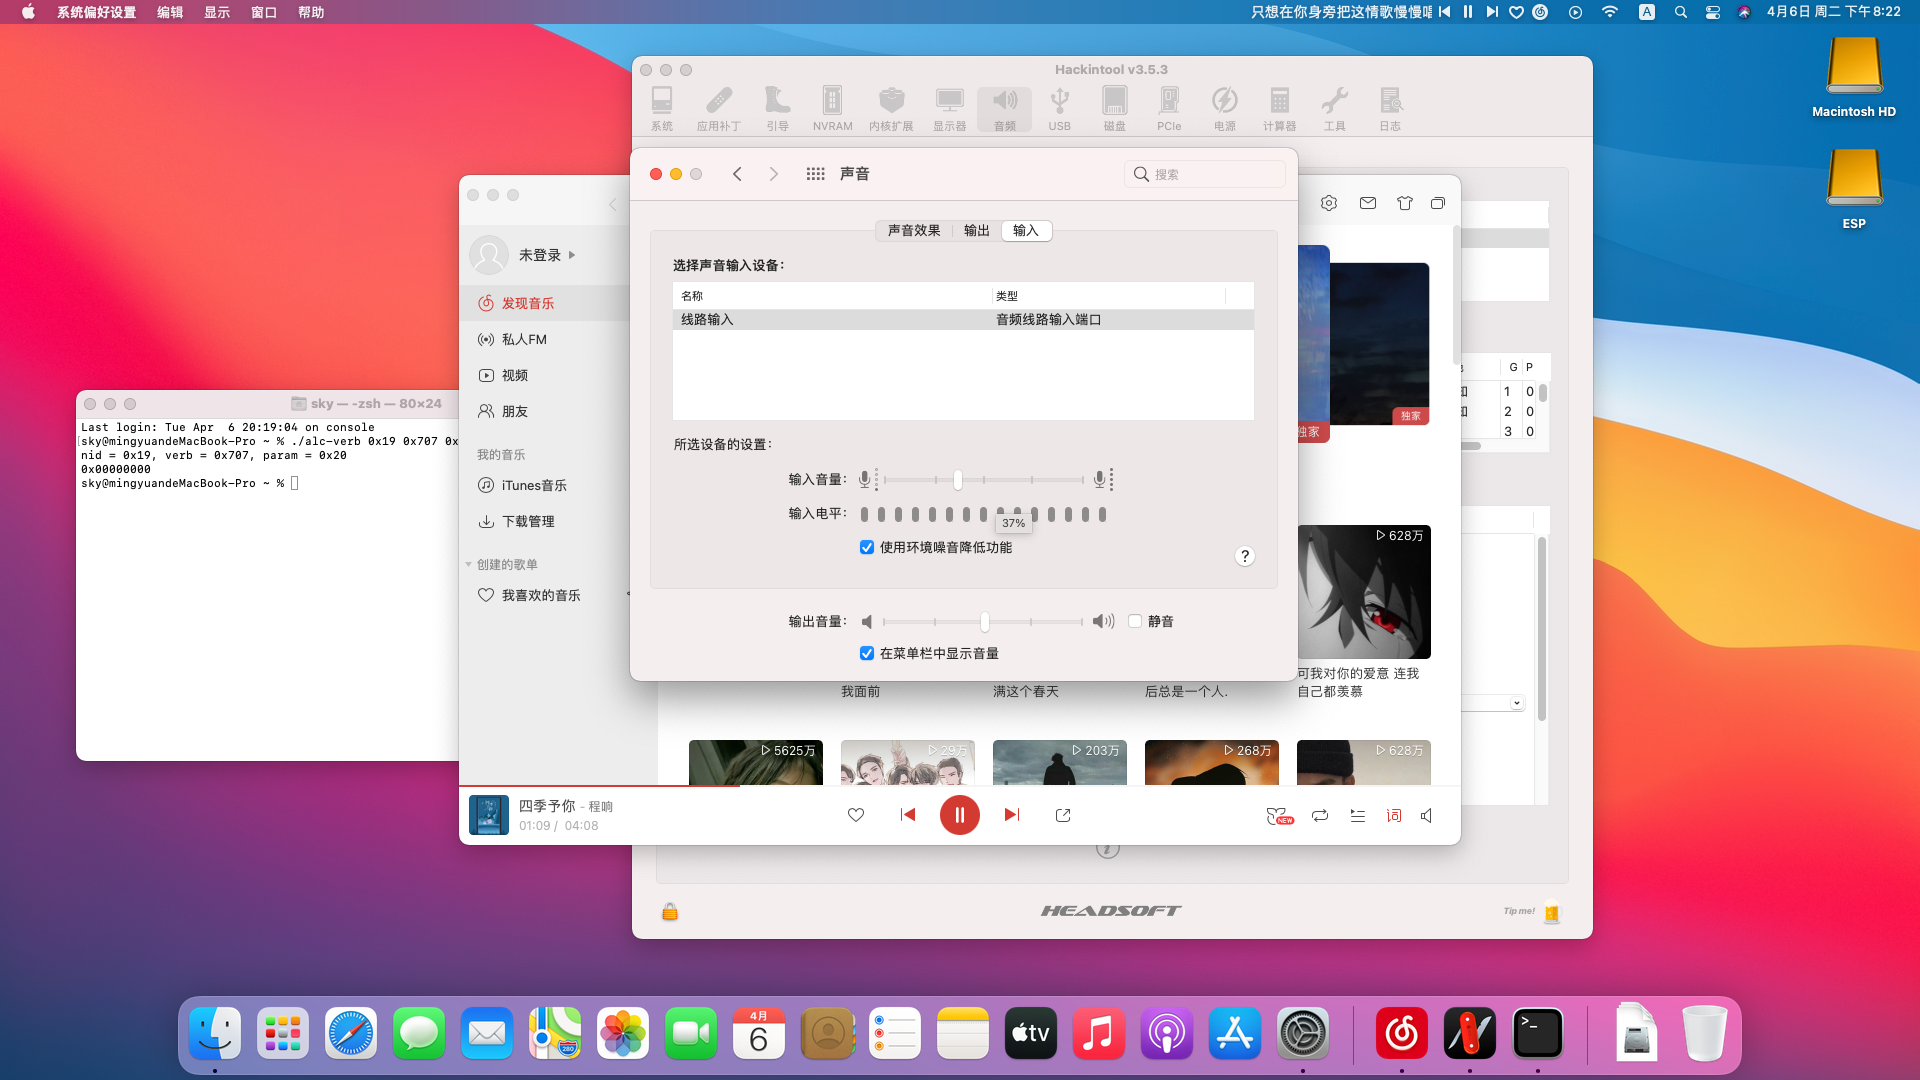 系统偏好设置 编辑 显示 窗口 帮助
只想在你身旁把这情歌慢慢唱
A
4月6日 周二 下午8:22
Macintosh HD
ESP
Hackintool v3.5.3
系统 应用补丁 引导 NVRAM 内核扩展 显示器 音频 USB 磁盘 PCIe 电源 计算器 工具 日志
声音
搜索
声音效果 输出 输入
选择声音输入设备：
名称 类型
线路输入 音频线路输入端口
所选设备的设置：
输入音量：
输入电平：
37%
使用环境噪音降低功能
?
输出音量：
静音
在菜单栏中显示音量
未登录
发现音乐
私人FM
视频
朋友
我的音乐
iTunes音乐
下载管理
创建的歌单
我喜欢的音乐
独家
独家
G P
1 0
2 0
3 0
628万
可我对你的爱意 连我
自己都羡慕
我面前
满这个春天
后总是一个人.
5625万
29万
203万
268万
628万
四季予你 - 程响
01:09 / 04:08
NEW
词
sky — -zsh — 80×24
Last login: Tue Apr  6 20:19:04 on console
[sky@mingyuandeMacBook-Pro ~ % ./alc-verb 0x19 0x707 0x
nid = 0x19, verb = 0x707, param = 0x20
0x00000000
sky@mingyuandeMacBook-Pro ~ %
HEADSOFT
Tip me!
280
4月
6
tv
>_